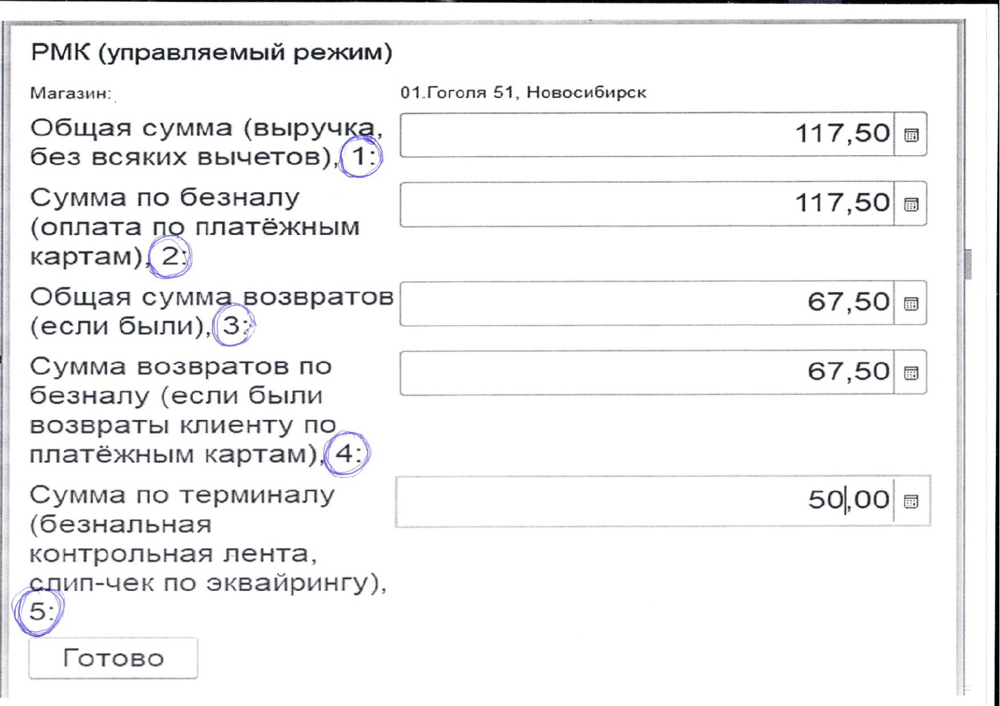 РМК (управляемый режим)
Магазин: 01.Гоголя 51, Новосибирск
Общая сумма (выручка, без всяких вычетов), 1: 117,50
Сумма по безналу (оплата по платёжным картам), 2: 117,50
Общая сумма возвратов (если были), 3: 67,50
Сумма возвратов по безналу (если были возвраты клиенту по платёжным картам), 4: 67,50
Сумма по терминалу (безнальная контрольная лента, слип-чек по эквайрингу), 5: 50,00
Готово